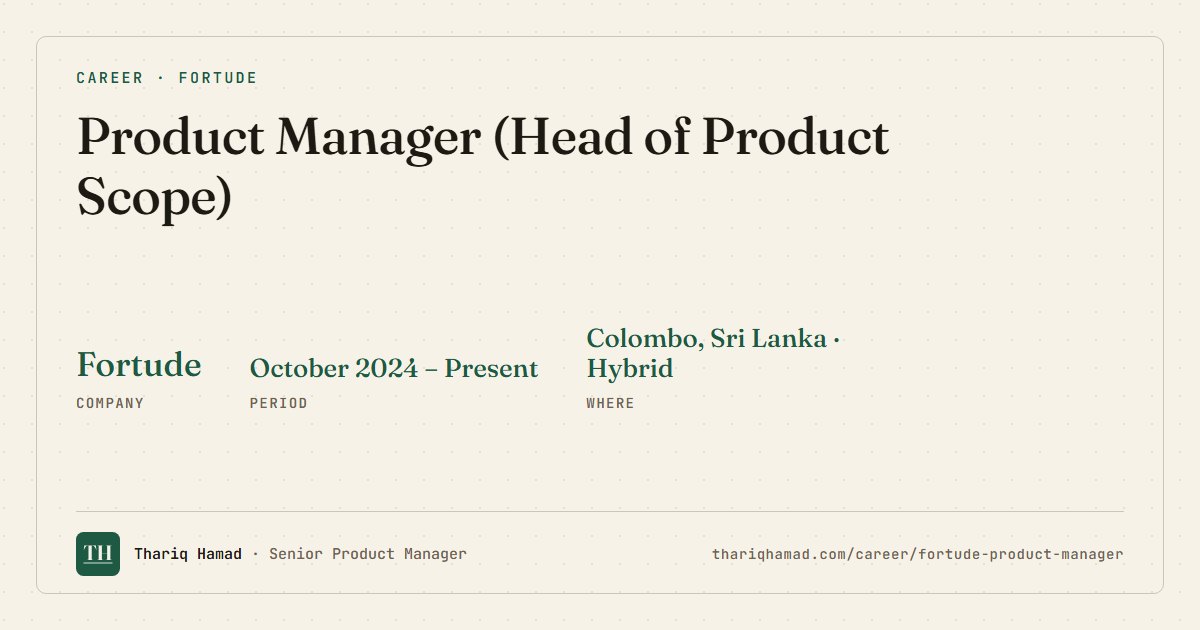 CAREER · FORTUDE
Product Manager (Head of Product
Scope)
Fortude
COMPANY
October 2024 – Present
PERIOD
Colombo, Sri Lanka ·
Hybrid
WHERE
TH
Thariq Hamad · Senior Product Manager
thariqhamad.com/career/fortude-product-manager